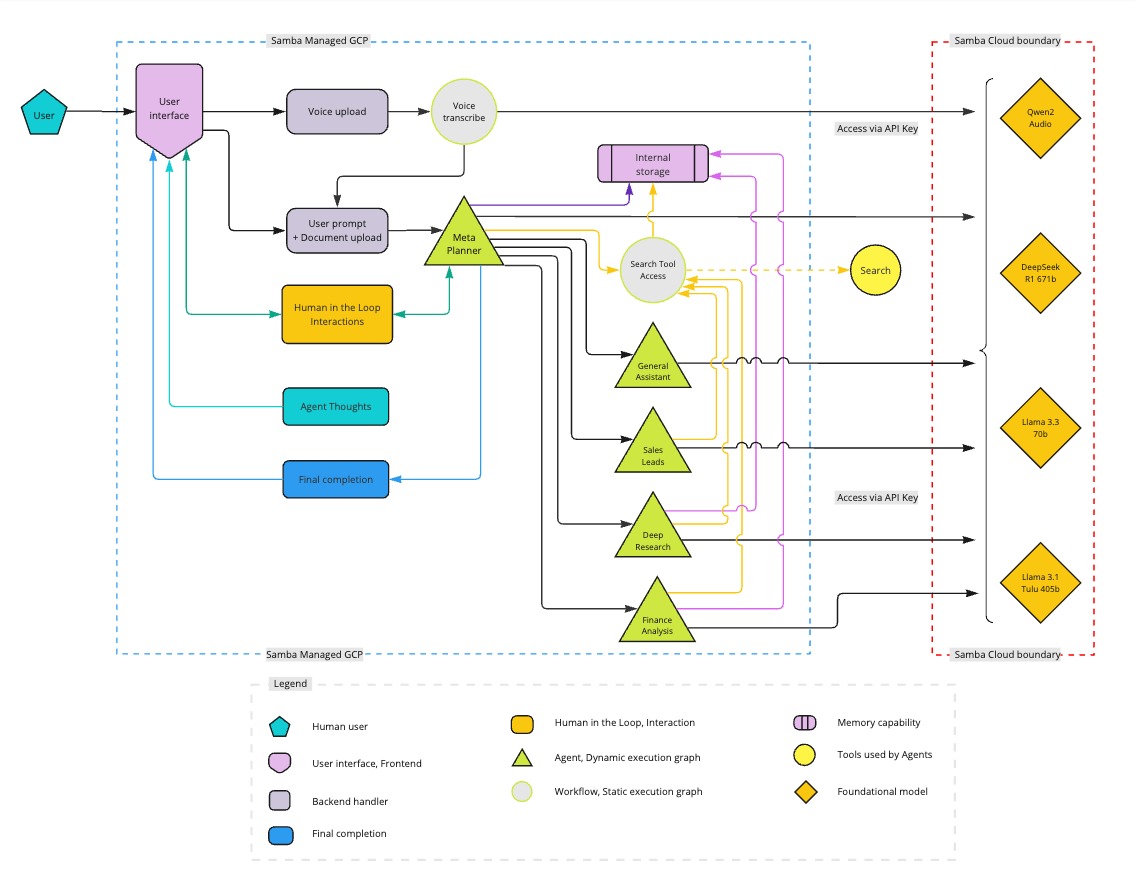 Samba Managed GCP
Samba Cloud boundary
User
User
interface
Voice upload
Voice
transcribe
Access via API Key
Qwen2
Audio
Internal
storage
User prompt
+ Document upload
Meta
Planner
Search Tool
Access
Search
DeepSeek
R1 671b
Human in the Loop
Interactions
General
Assistant
Agent Thoughts
Sales
Leads
Llama 3.3
70b
Final completion
Access via API Key
Deep
Research
Llama 3.1
Tulu 405b
Finance
Analysis
Samba Managed GCP
Samba Cloud boundary
Legend
Human user
User interface, Frontend
Backend handler
Final completion
Human in the Loop, Interaction
Agent, Dynamic execution graph
Workflow, Static execution graph
Memory capability
Tools used by Agents
Foundational model